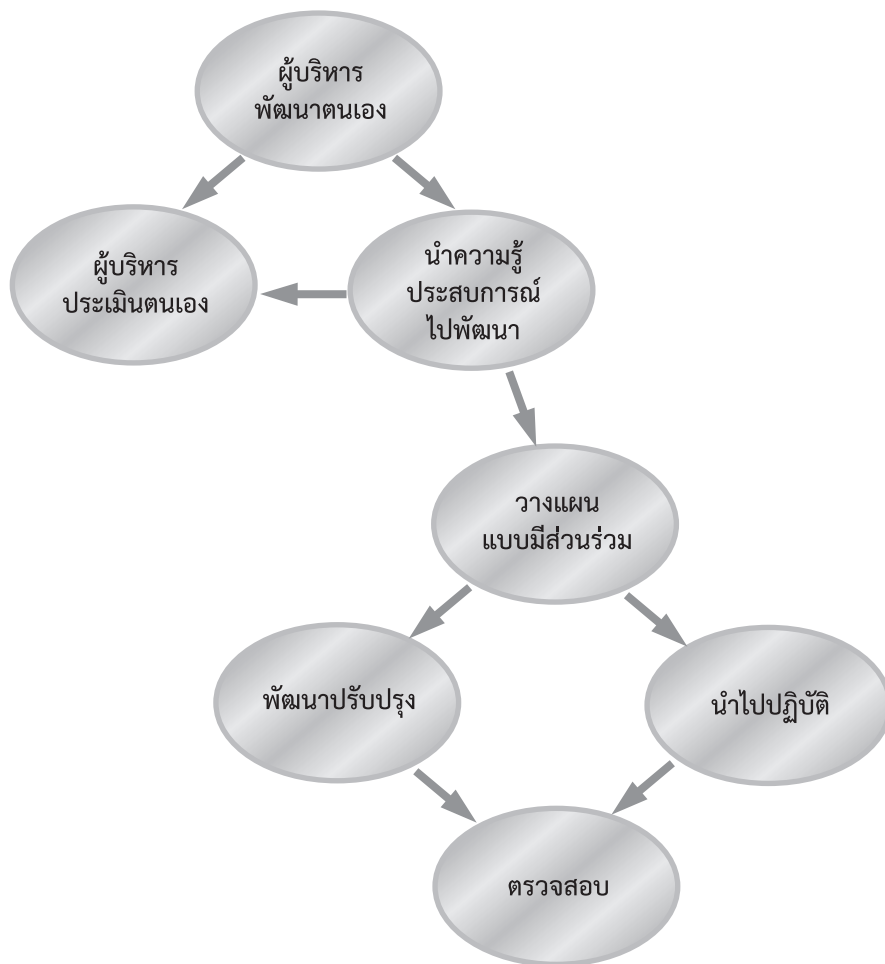 ผู้บริหาร
พัฒนาตนเอง
ผู้บริหาร
ประเมินตนเอง
นำความรู้
ประสบการณ์
ไปพัฒนา
วางแผน
แบบมีส่วนร่วม
พัฒนาปรับปรุง
นำไปปฏิบัติ
ตรวจสอบ